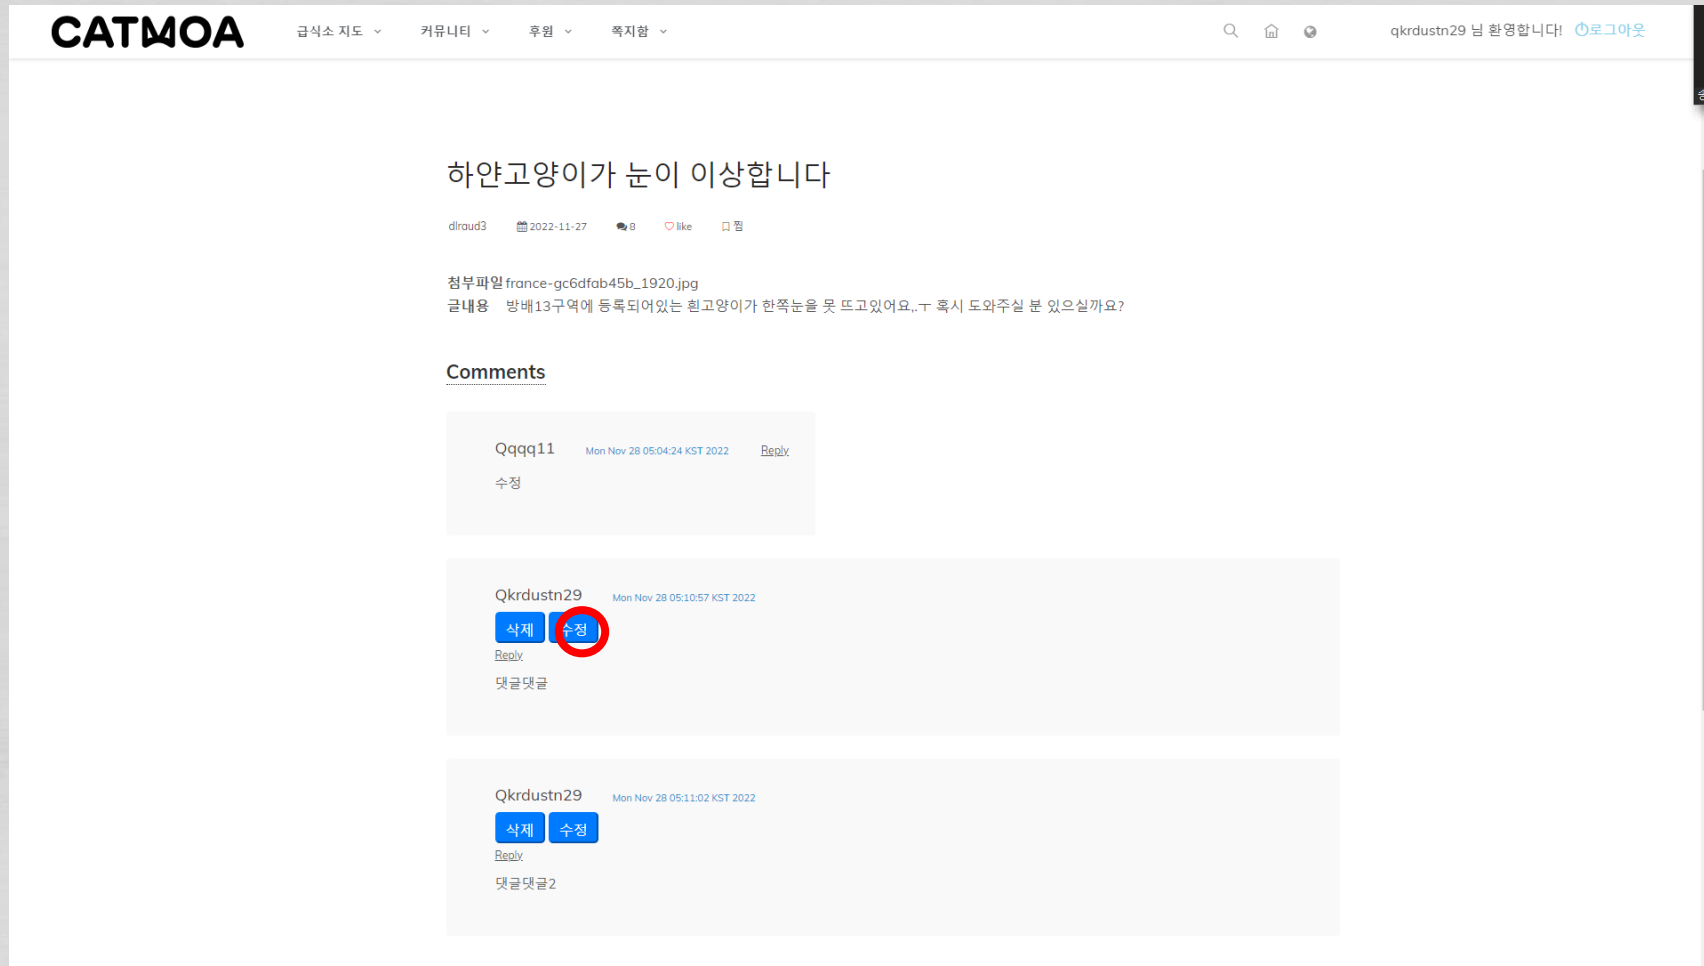 CATMOA 급식소 지도 커뮤니티 후원 쪽지함 qkrdustn29 님 환영합니다! 로그아웃
하얀고양이가 눈이 이상합니다
dlraud3 2022-11-27 8 like 찜
첨부파일 france-gc6dfab45b_1920.jpg
글내용 방배13구역에 등록되어있는 흰고양이가 한쪽눈을 못 뜨고있어요,.ㅜ 혹시 도와주실 분 있으실까요?
Comments
Qqqq11 Mon Nov 28 05:04:24 KST 2022 Reply
수정
Qkrdustn29 Mon Nov 28 05:10:57 KST 2022
삭제 수정
Reply
댓글댓글
Qkrdustn29 Mon Nov 28 05:11:02 KST 2022
삭제 수정
Reply
댓글댓글2